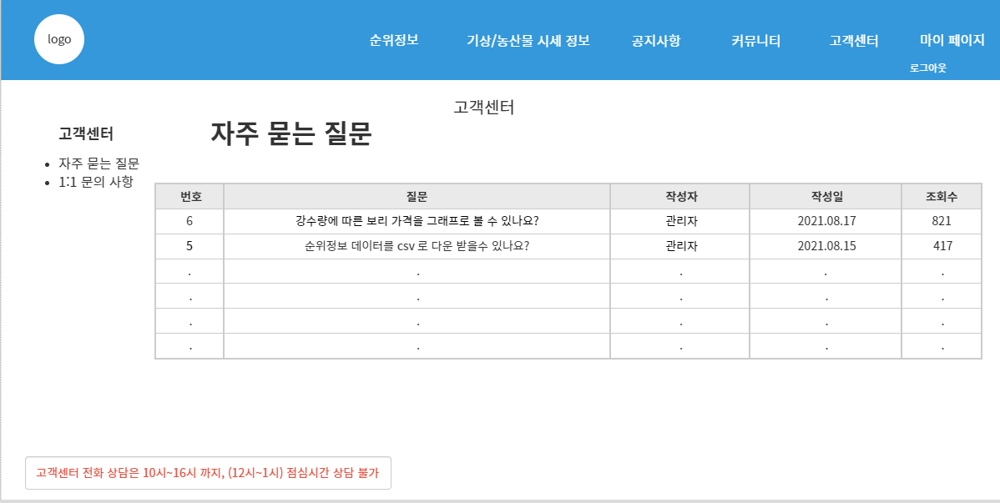 logo
순위정보 기상/농산물 시세 정보 공지사항 커뮤니티 고객센터 마이 페이지
로그아웃
고객센터
고객센터
자주 묻는 질문
자주 묻는 질문
1:1 문의 사항
번호 질문 작성자 작성일 조회수
6 강수량에 따른 보리 가격을 그래프로 볼 수 있나요? 관리자 2021.08.17 821
5 순위정보 데이터를 csv 로 다운 받을수 있나요? 관리자 2021.08.15 417
. . . . .
. . . . .
. . . . .
. . . . .
고객센터 전화 상담은 10시~16시 까지, (12시~1시) 점심시간 상담 불가